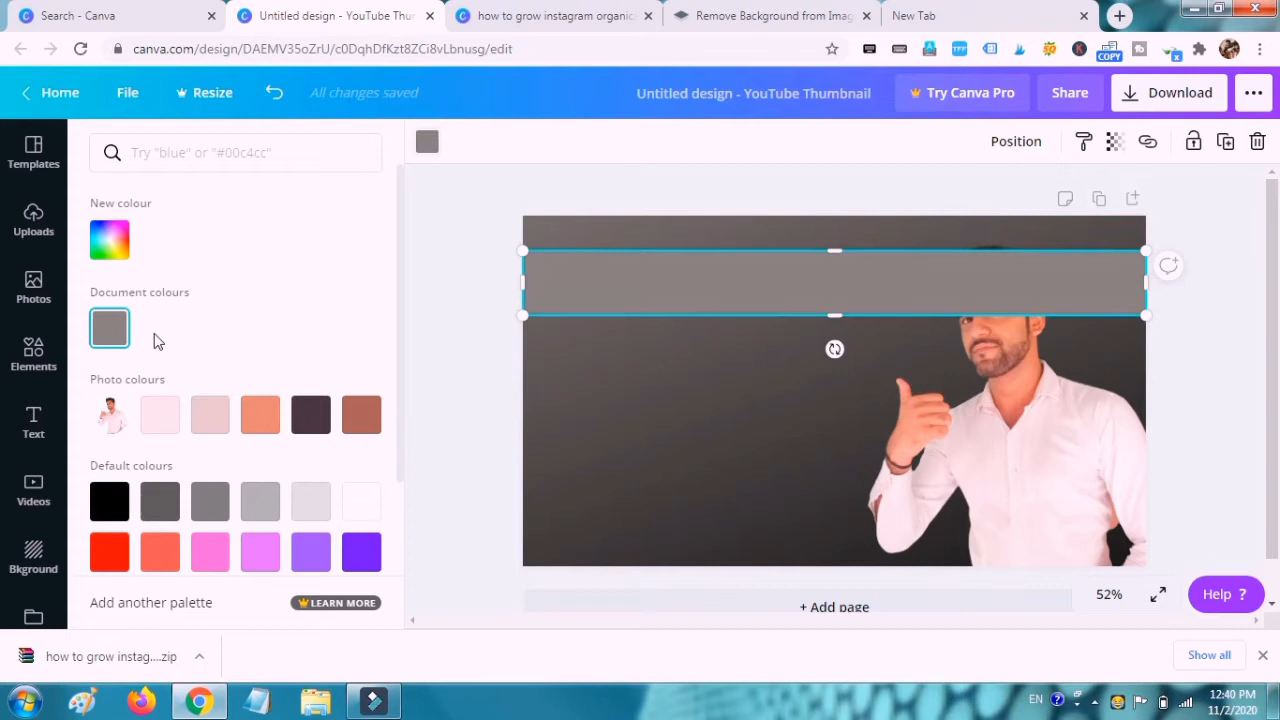 Search - Canva
Untitled design - YouTube Thum
how to grow instagram organic
Remove Background from Imag
New Tab
canva.com/design/DAEMV35oZrU/c0DqhDfKzt8ZCi8vLbnusg/edit
COPY
Home
File
Resize
All changes saved
Untitled design - YouTube Thumbnail
Try Canva Pro
Share
Download
Templates
Uploads
Photos
Elements
Text
Videos
Bkground
Try "blue" or "#00c4cc"
New colour
Document colours
Photo colours
Default colours
Add another palette
LEARN MORE
Position
+ Add page
52%
Help ?
how to grow instag....zip
Show all
EN
12:40 PM
11/2/2020